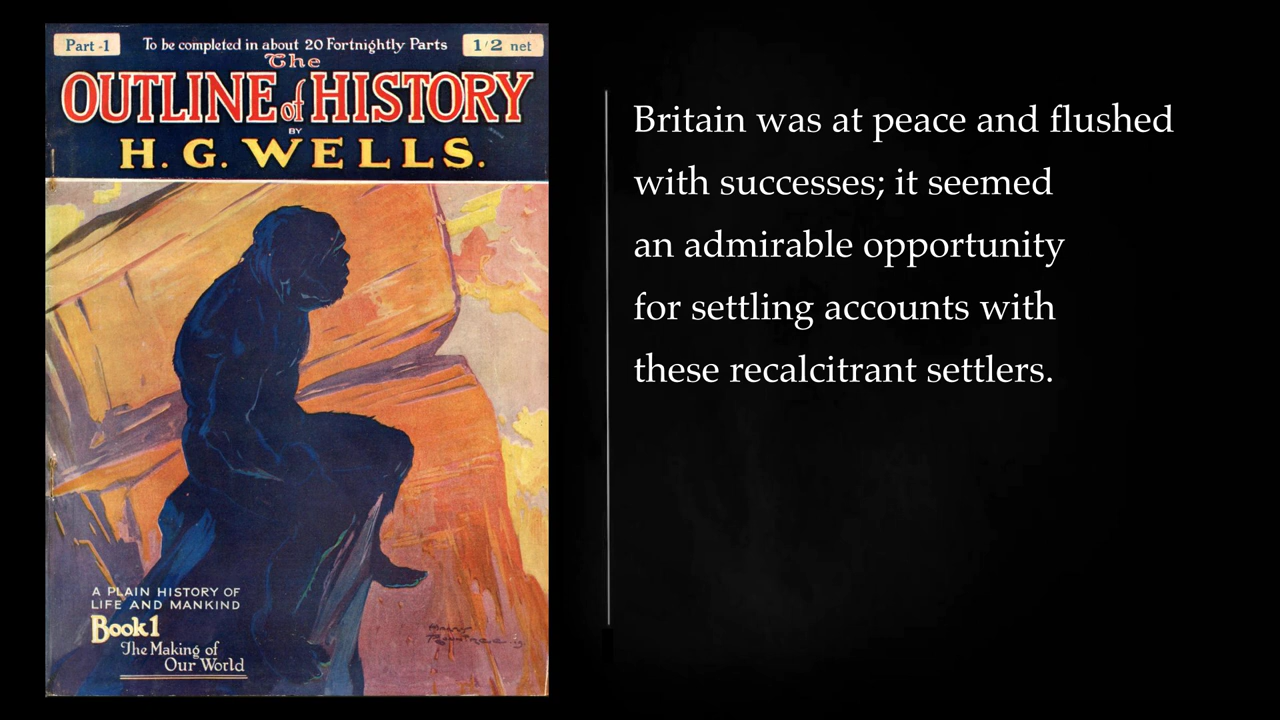 Part -1
To be completed in about 20 Fortnightly Parts
1/2 net
The
OUTLINE of HISTORY
BY
H. G. WELLS.
A PLAIN HISTORY OF
LIFE AND MANKIND
Book 1
The Making of
Our World
Britain was at peace and flushed
with successes; it seemed
an admirable opportunity
for settling accounts with
these recalcitrant settlers.